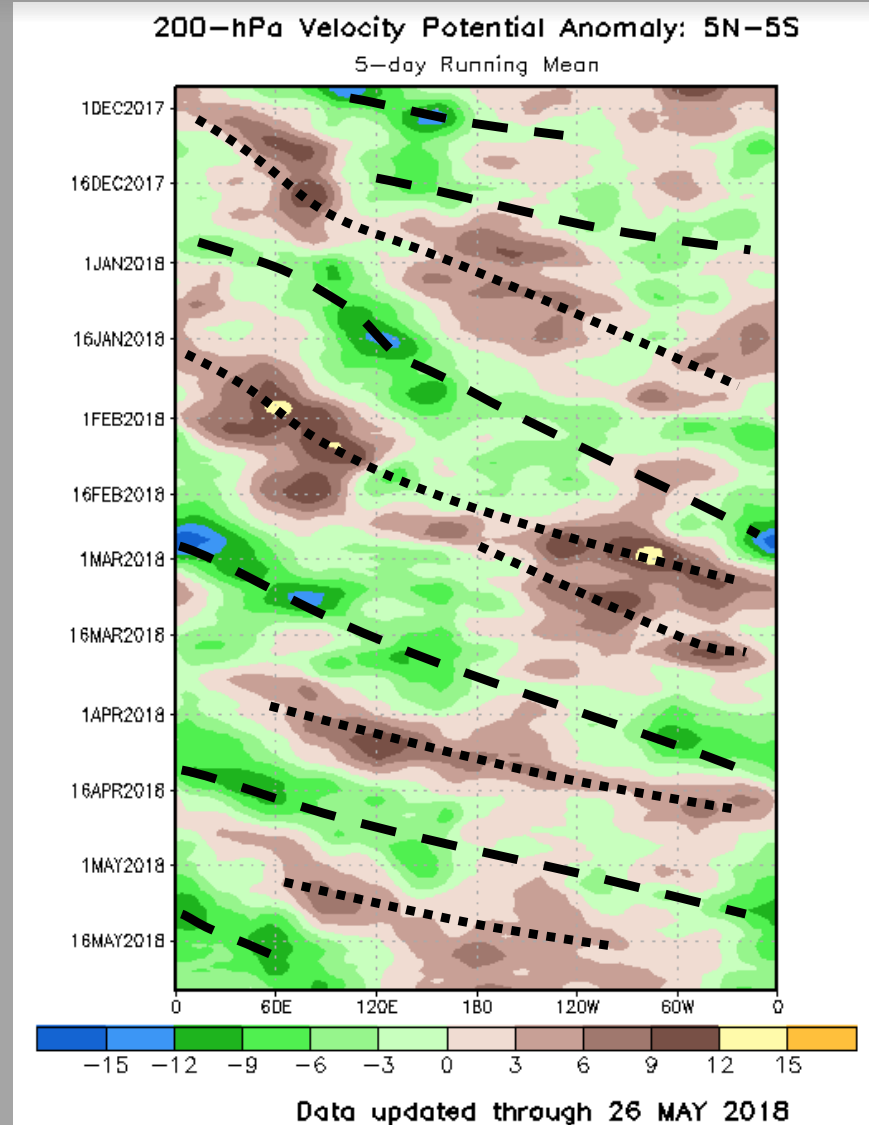 200-hPa Velocity Potential Anomaly: 5N-5S
5-day Running Mean
1DEC2017
16DEC2017
1JAN2018
16JAN2018
1FEB2018
16FEB2018
1MAR2018
16MAR2018
1APR2018
16APR2018
1MAY2018
16MAY2018
0 60E 120E 180 120W 60W 0
-15 -12 -9 -6 -3 0 3 6 9 12 15
Data updated through 26 MAY 2018